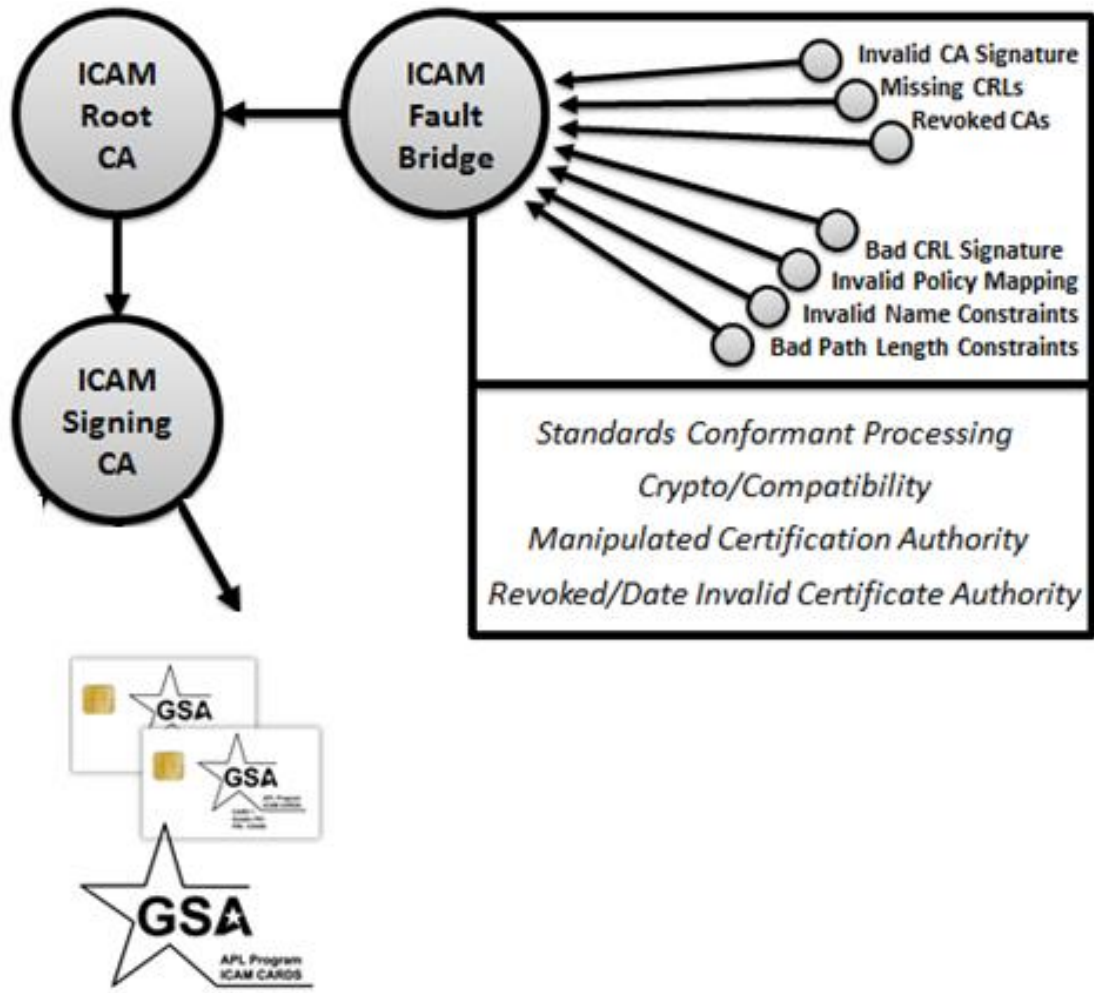 ICAM
Root
CA
ICAM
Fault
Bridge
Invalid CA Signature
Missing CRLs
Revoked CAs
Bad CRL Signature
Invalid Policy Mapping
Invalid Name Constraints
Bad Path Length Constraints
ICAM
Signing
CA
Standards Conformant Processing
Crypto/Compatibility
Manipulated Certification Authority
Revoked/Date Invalid Certificate Authority
GSA
GSA
APL Program
ICAM CARDS
GSA
APL Program
ICAM CARDS